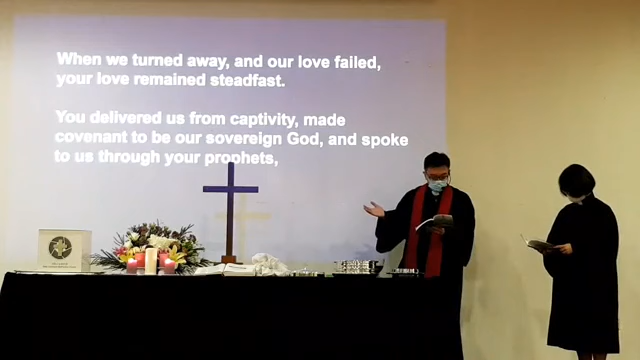 When we turned away, and our love failed,
your love remained steadfast.
You delivered us from captivity, made
covenant to be our sovereign God, and spoke
to us through your prophets,